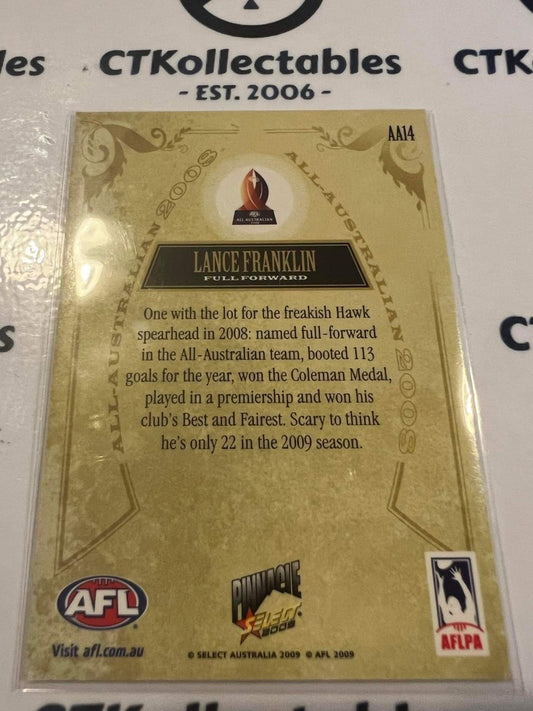 CTKollectables
- EST. 2006 -
AA14
ALL-AUSTRALIAN 2008
ALL-AUSTRALIAN 2008
ALL AUSTRALIAN
LANCE FRANKLIN
FULL FORWARD
One with the lot for the freakish Hawk
spearhead in 2008: named full-forward
in the All-Australian team, booted 113
goals for the year, won the Coleman Medal,
played in a premiership and won his
club's Best and Fairest. Scary to think
he's only 22 in the 2009 season.
AFL
Visit afl.com.au
PINNACLE
SELECT
2009
AFLPA
© SELECT AUSTRALIA 2009 © AFL 2009
CTKollectables